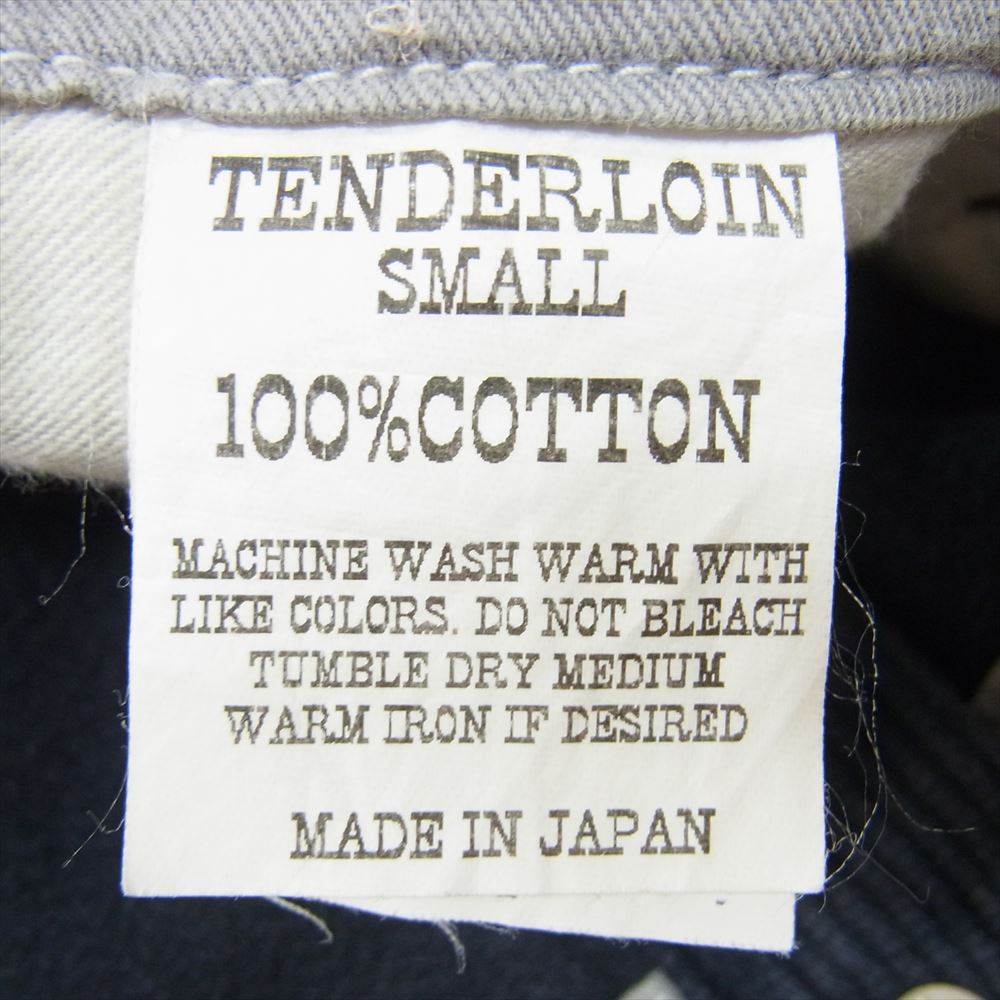 TENDERLOIN
SMALL
100%COTTON
MACHINE WASH WARM WITH
LIKE COLORS. DO NOT BLEACH
TUMBLE DRY MEDIUM
WARM IRON IF DESIRED
MADE IN JAPAN